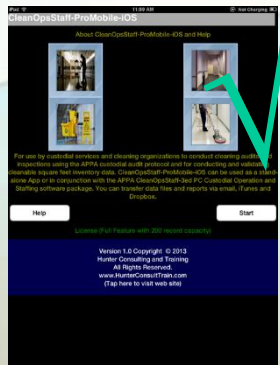 iPad 11:09 AM Not Charging
CleanOpsStaff-ProMobile-iOS
About CleanOpsStaff-ProMobile-iOS and Help
For use by custodial services and cleaning organizations to conduct cleaning audits and
inspections using the APPA custodial audit protocol and for conducting and validating
cleanable square feet inventory data. CleanOpsStaff-ProMobile-iOS can be used as a stand-
alone App or in conjunction with the APPA CleanOpsStaff-3ed PC Custodial Operation and
Staffing software package. You can transfer data files and reports via email, iTunes and
Dropbox.
Help Start
License (Full Feature with 200 record capacity)
Version 1.0 Copyright © 2013
Hunter Consulting and Training
All Rights Reserved.
www.HunterConsultTrain.com
(Tap here to visit web site)